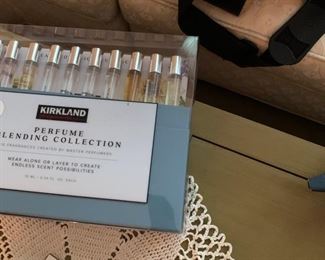 KIRKLAND
PERFUME
BLENDING COLLECTION
FRAGRANCES CREATED BY MASTER PERFUMERS
WEAR ALONE OR LAYER TO CREATE
ENDLESS SCENT POSSIBILITIES